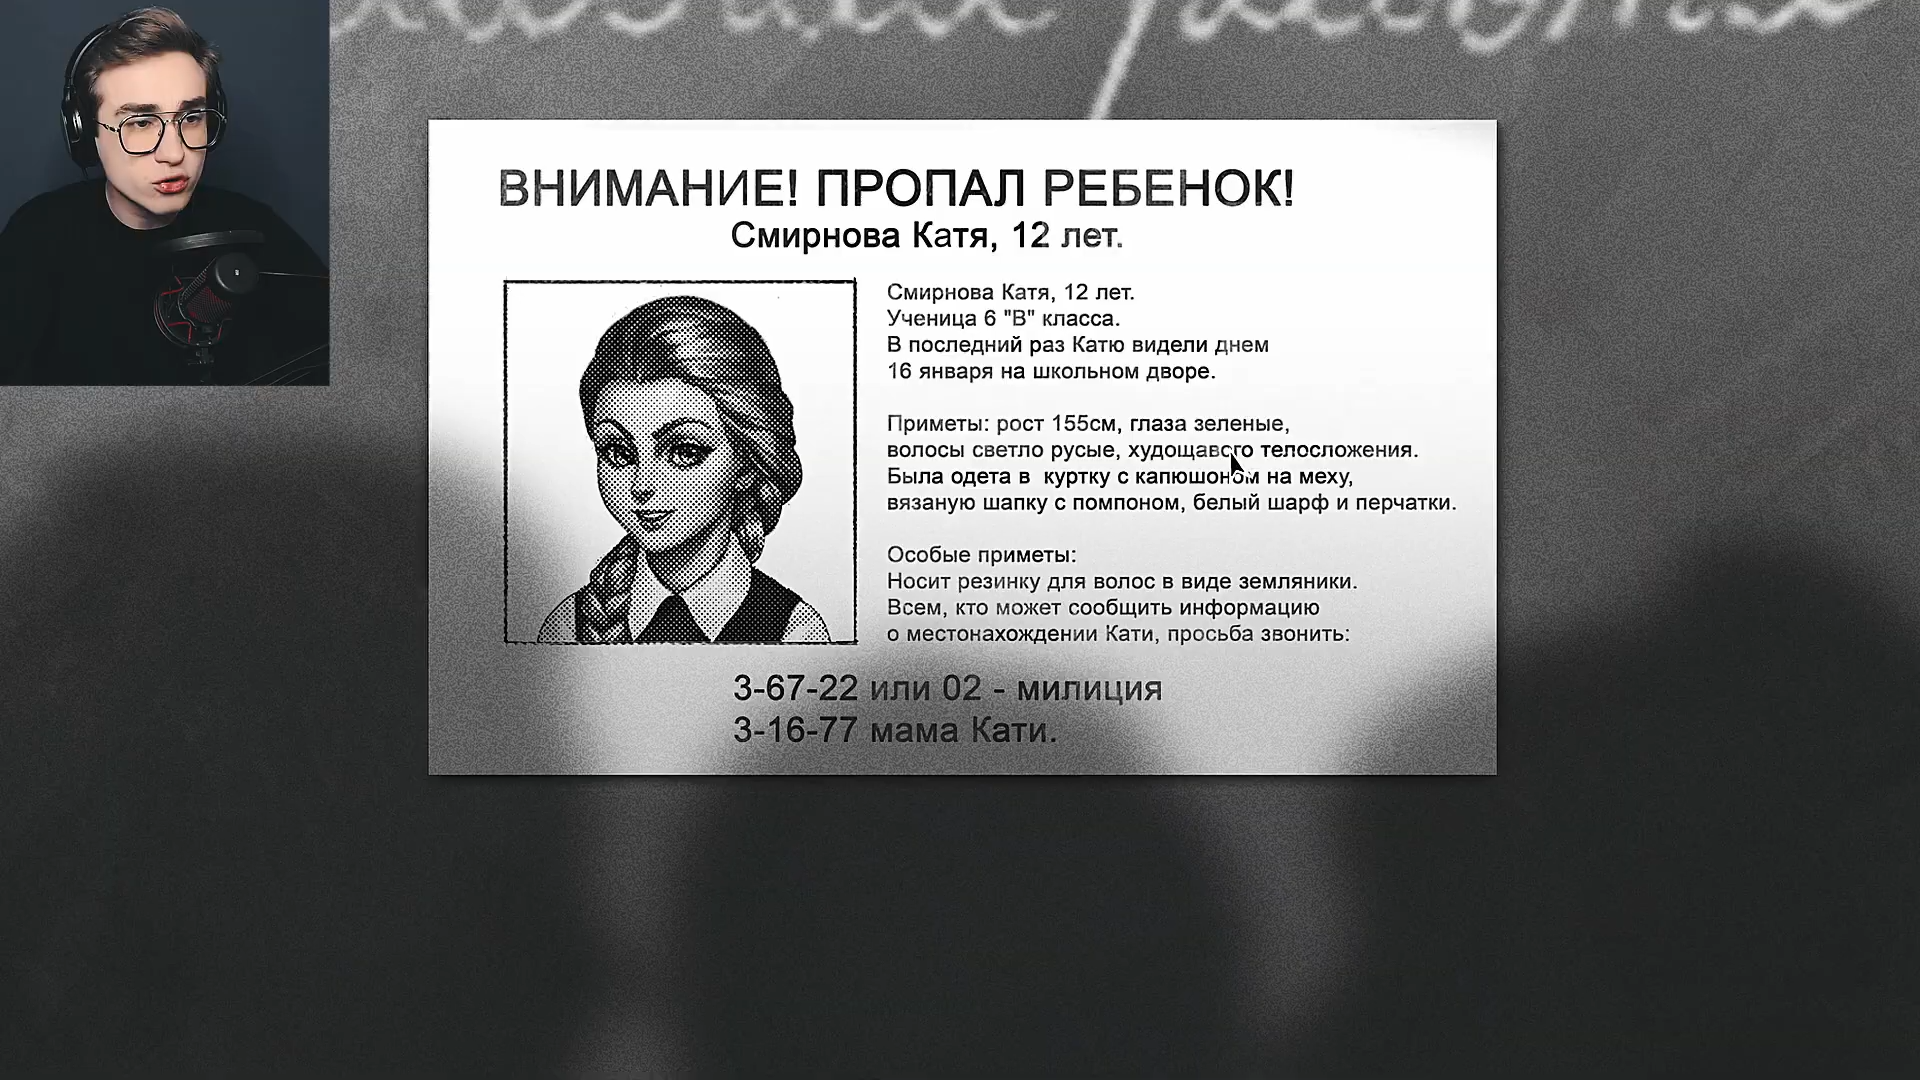 ВНИМАНИЕ! ПРОПАЛ РЕБЕНОК!
Смирнова Катя, 12 лет.
Смирнова Катя, 12 лет.
Ученица 6 "В" класса.
В последний раз Катю видели днем
16 января на школьном дворе.
Приметы: рост 155см, глаза зеленые,
волосы светло русые, худощавого телосложения.
Была одета в  куртку с капюшоном на меху,
вязаную шапку с помпоном, белый шарф и перчатки.
Особые приметы:
Носит резинку для волос в виде земляники.
Всем, кто может сообщить информацию
о местонахождении Кати, просьба звонить:
3-67-22 или 02 - милиция
3-16-77 мама Кати.